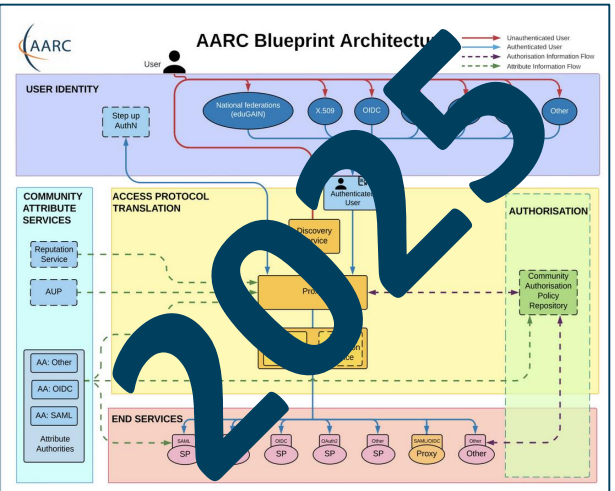 AARC
AARC Blueprint Architecture
User
Unauthenticated User
Authenticated User
Authorisation Information Flow
Attribute Information Flow
USER IDENTITY
Step up
AuthN
National federations
(eduGAIN)
X.509
OIDC
Other
Authenticated
User
COMMUNITY
ATTRIBUTE
SERVICES
ACCESS PROTOCOL
TRANSLATION
AUTHORISATION
Discovery
Reputation
Service
AUP
Community
Authorisation
Policy
Repository
AA: Other
AA: OIDC
AA: SAML
Attribute
Authorities
END SERVICES
SAML
SP
OIDC
SP
OAuth2
SP
Other
SP
SAML/OIDC
Proxy
Other
Other
2025